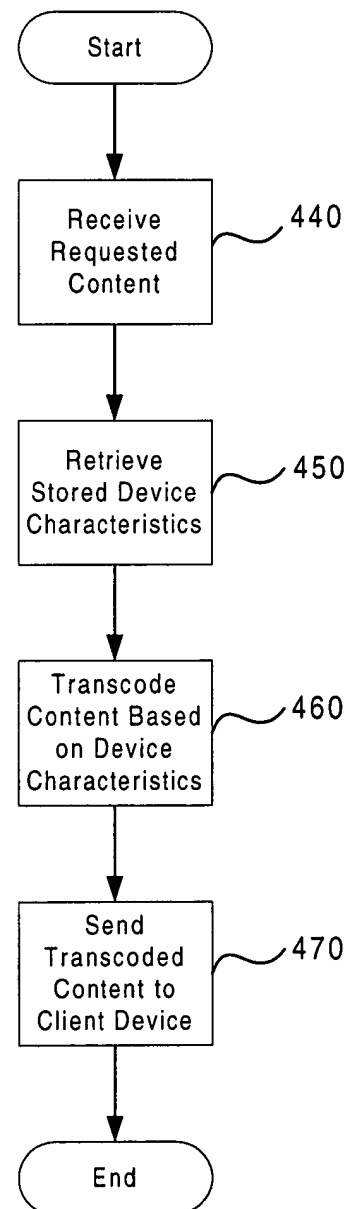 Start
Receive
Requested
Content
440
Retrieve
Stored Device
Characteristics
450
Transcode
Content Based
on Device
Characteristics
460
Send
Transcoded
Content to
Client Device
470
End